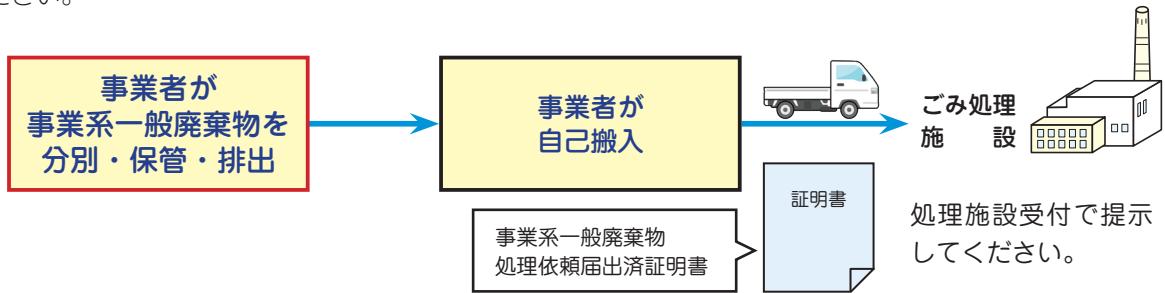 ださい。
事業者が
事業系一般廃棄物を
分別・保管・排出
事業者が
自己搬入
ごみ処理
施　設
証明書
事業系一般廃棄物
処理依頼届出済証明書
処理施設受付で提示
してください。